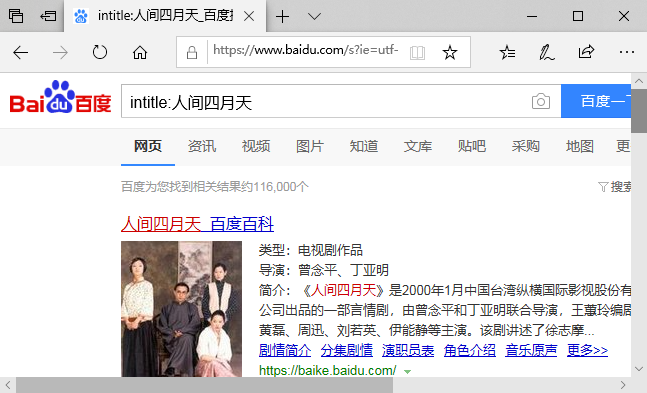 intitle:人间四月天_百度搜
https://www.baidu.com/s?ie=utf-
Bai du 百度
intitle:人间四月天
百度一下
网页 资讯 视频 图片 知道 文库 贴吧 采购 地图 更
百度为您找到相关结果约116,000个
搜索
人间四月天_百度百科
类型：电视剧作品
导演：曾念平、丁亚明
简介：《人间四月天》是2000年1月中国台湾纵横国际影视股份有
公司出品的一部言情剧，由曾念平和丁亚明联合导演，王蕙玲编剧
黄磊、周迅、刘若英、伊能静等主演。该剧讲述了徐志摩...
剧情简介 分集剧情 演职员表 角色介绍 音乐原声 更多>>
https://baike.baidu.com/